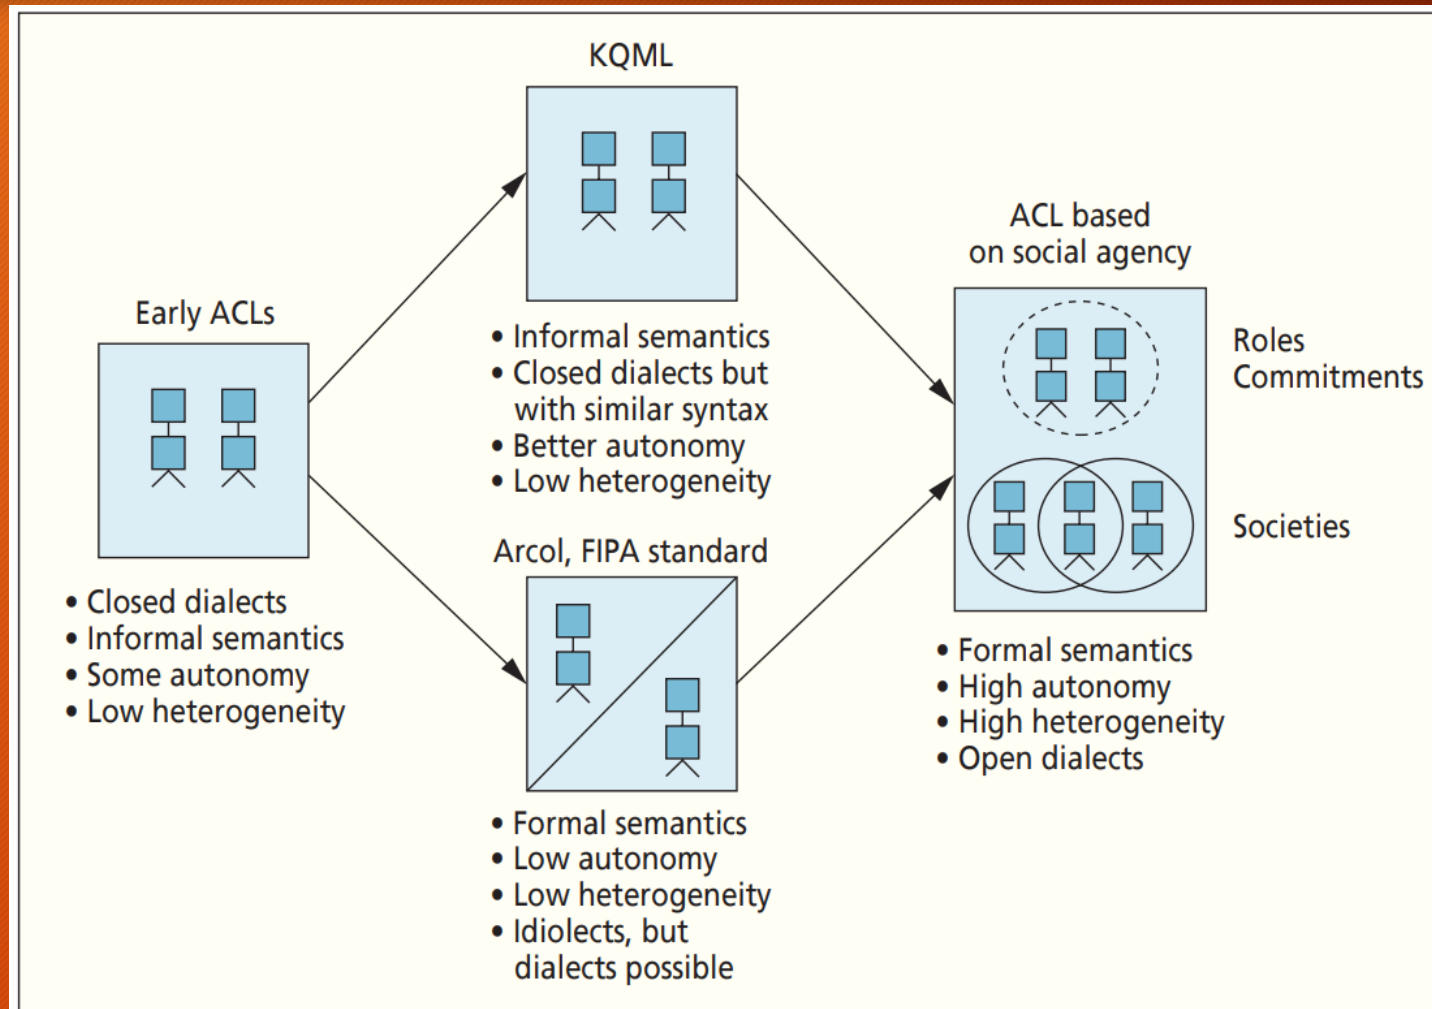 Early ACLs
• Closed dialects
• Informal semantics
• Some autonomy
• Low heterogeneity
KQML
• Informal semantics
• Closed dialects but
with similar syntax
• Better autonomy
• Low heterogeneity
Arcol, FIPA standard
• Formal semantics
• Low autonomy
• Low heterogeneity
• Idiolects, but
dialects possible
ACL based
on social agency
Roles
Commitments
Societies
• Formal semantics
• High autonomy
• High heterogeneity
• Open dialects